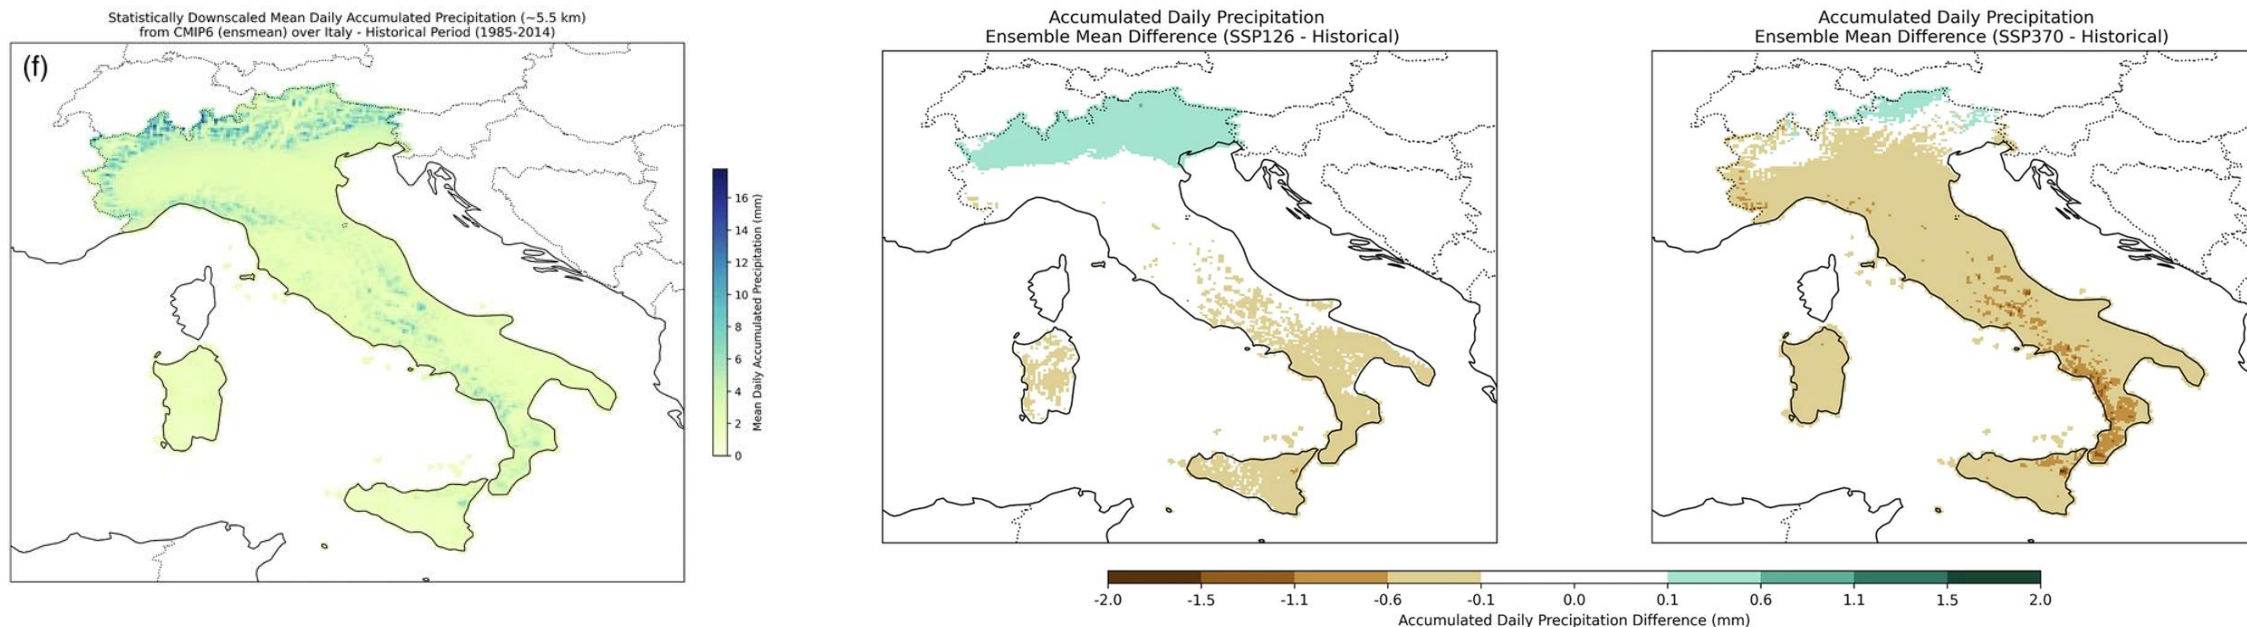 Statistically Downscaled Mean Daily Accumulated Precipitation (~5.5 km)
from CMIP6 (ensmean) over Italy - Historical Period (1985-2014)
(f)
16
14
12
10
8
6
4
2
0
Mean Daily Accumulated Precipitation (mm)
Accumulated Daily Precipitation
Ensemble Mean Difference (SSP126 - Historical)
Accumulated Daily Precipitation
Ensemble Mean Difference (SSP370 - Historical)
-2.0 -1.5 -1.1 -0.6 -0.1 0.0 0.1 0.6 1.1 1.5 2.0
Accumulated Daily Precipitation Difference (mm)